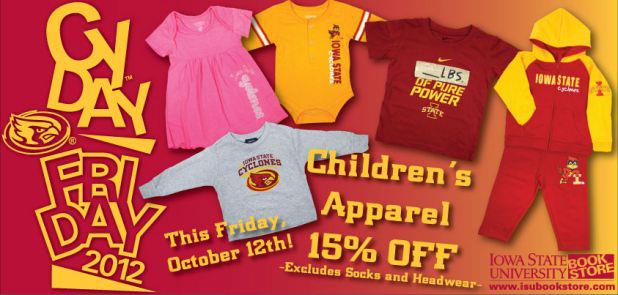 CY
DAY™
FRI
DAY
2012
®
cyclones
IOWA STATE
CYCLONES
IOWA STATE
LBS
OF PURE
POWER
STATE
IOWA STATE
Cyclones
This Friday,
October 12th!
Children's
Apparel
15% OFF
-Excludes Socks and Headwear-
IOWA STATE
UNIVERSITY
BOOK
STORE
www.isubookstore.com